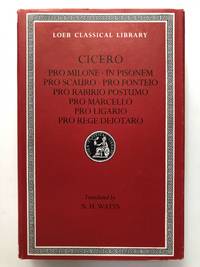 LOEB CLASSICAL LIBRARY
CICERO
PRO MILONE · IN PISONEM
PRO SCAURO · PRO FONTEIO
PRO RABIRIO POSTUMO
PRO MARCELLO
PRO LIGARIO
PRO REGE DEIOTARO
Translated by
N. H. WATTS